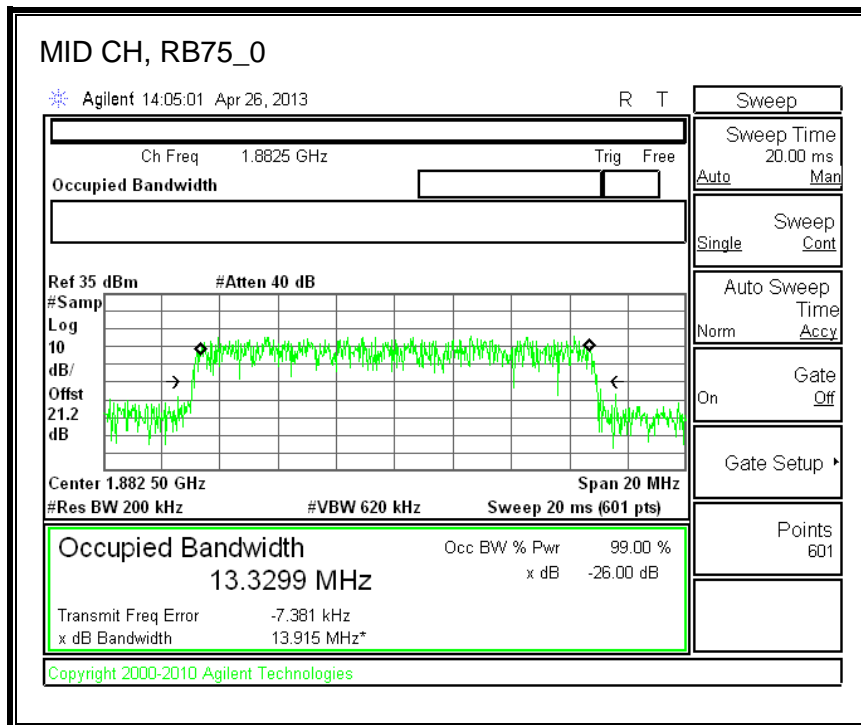 MID CH, RB75_0
Agilent 14:05:01 Apr 26, 2013 R T
Ch Freq 1.8825 GHz Trig Free
Occupied Bandwidth
Ref 35 dBm #Atten 40 dB
#Samp
Log
10
dB/
Offst
21.2
dB
Center 1.882 50 GHz Span 20 MHz
#Res BW 200 kHz #VBW 620 kHz Sweep 20 ms (601 pts)
Occupied Bandwidth Occ BW % Pwr 99.00 %
13.3299 MHz x dB -26.00 dB
Transmit Freq Error -7.381 kHz
x dB Bandwidth 13.915 MHz*
Copyright 2000-2010 Agilent Technologies
Sweep
Sweep Time
20.00 ms
Auto Man
Sweep
Single Cont
Auto Sweep
Time
Norm Accy
Gate
On Off
Gate Setup
Points
601